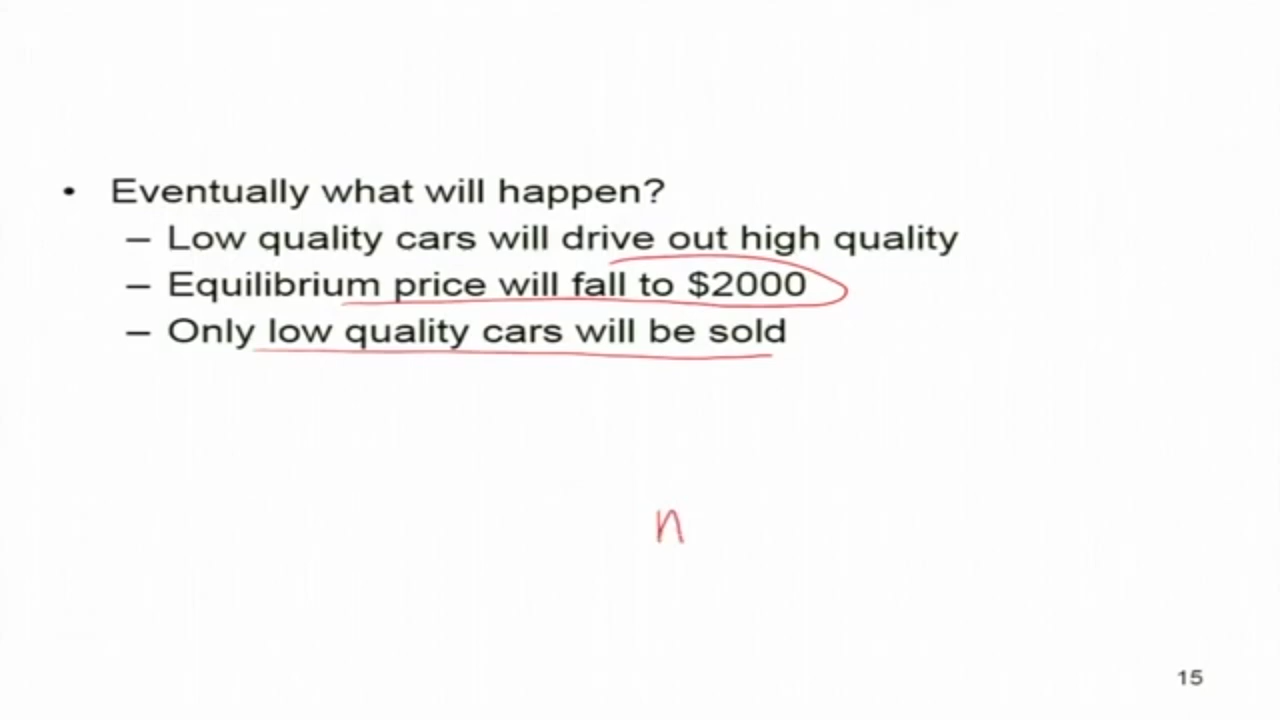 • Eventually what will happen?
– Low quality cars will drive out high quality
– Equilibrium price will fall to $2000
– Only low quality cars will be sold
n
15